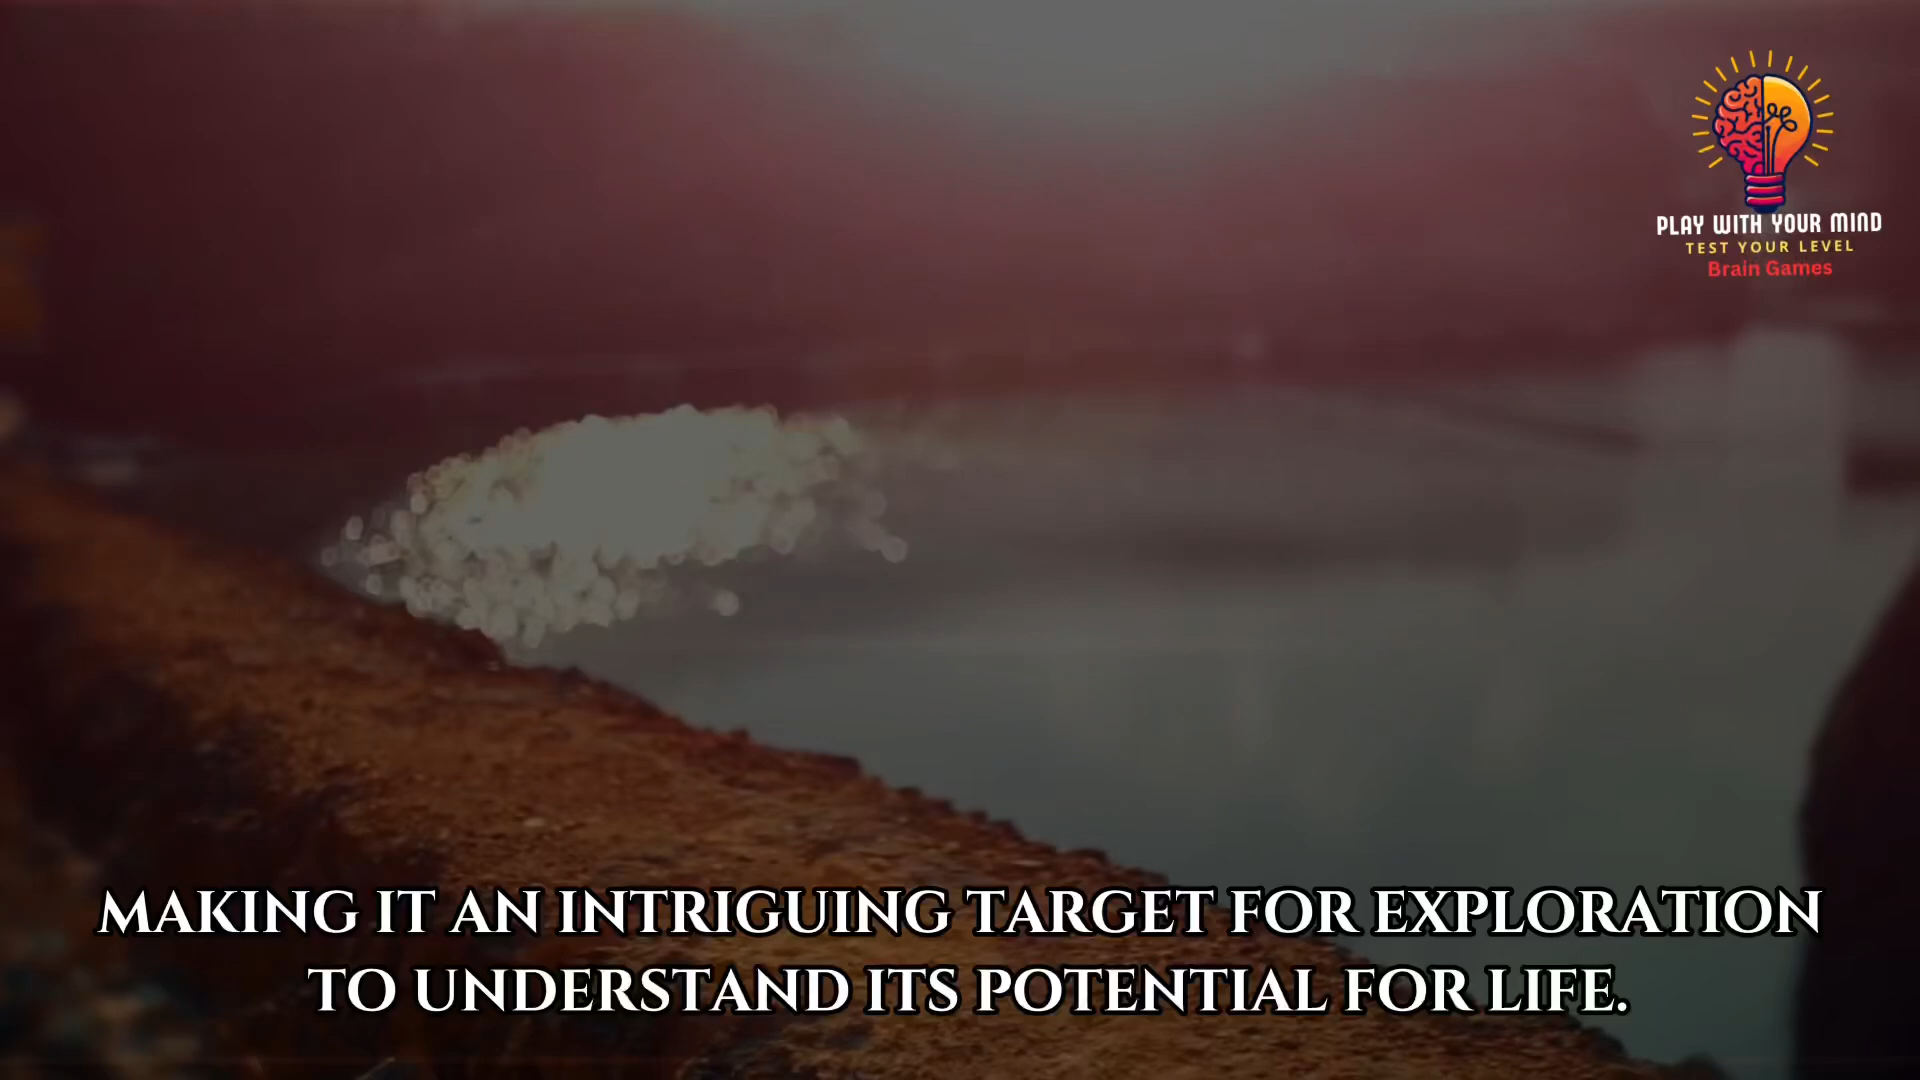 PLAY WITH YOUR MIND
TEST YOUR LEVEL
Brain Games
MAKING IT AN INTRIGUING TARGET FOR EXPLORATION
TO UNDERSTAND ITS POTENTIAL FOR LIFE.